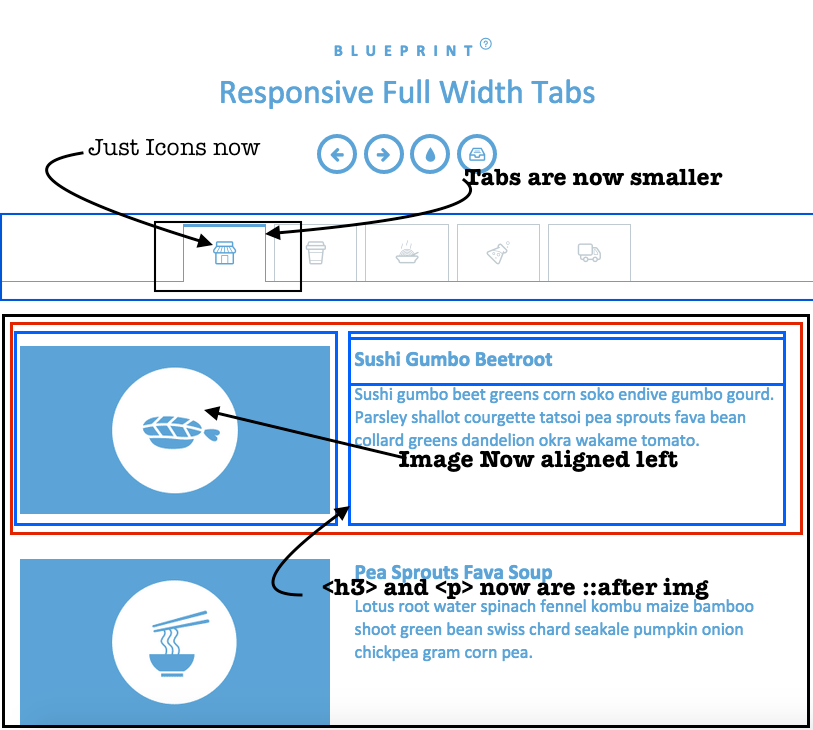 BLUEPRINT ?
Responsive Full Width Tabs
Just Icons now
Tabs are now smaller
Sushi Gumbo Beetroot
Sushi gumbo beet greens corn soko endive gumbo gourd.
Parsley shallot courgette tatsoi pea sprouts fava bean
collard greens dandelion okra wakame tomato.
Image Now aligned left
Pea Sprouts Fava Soup
<h3> and <p> now are ::after img
Lotus root water spinach fennel kombu maize bamboo
shoot green bean swiss chard seakale pumpkin onion
chickpea gram corn pea.